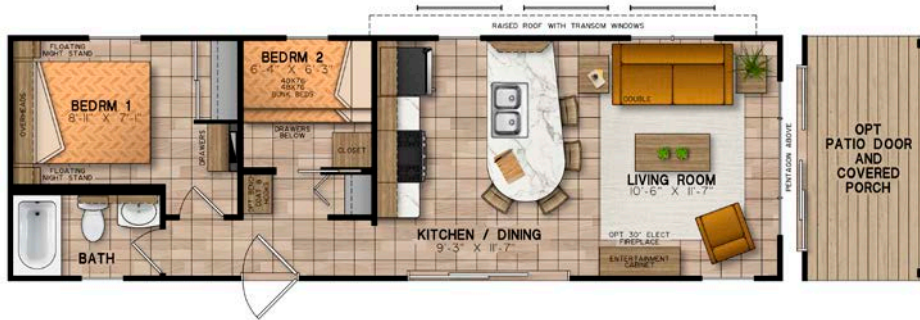 RAISED ROOF WITH TRANSOM WINDOWS
FLOATING
NIGHT STAND
OVERHEADS
BEDRM 1
8'-11" X 7'-1"
DRAWERS
FLOATING
NIGHT STAND
BEDRM 2
6'-4" X 6'-3"
48X76
BUNK BEDS
DRAWERS
BELOW
CLOSET
BATH
KITCHEN / DINING
9'-3" X 11'-7"
DOUBLE
LIVING ROOM
10'-6" X 11'-7"
OPT 30" ELECT
FIREPLACE
ENTERTAINMENT
CABINET
PENTAGON ABOVE
OPT
PATIO DOOR
AND
COVERED
PORCH